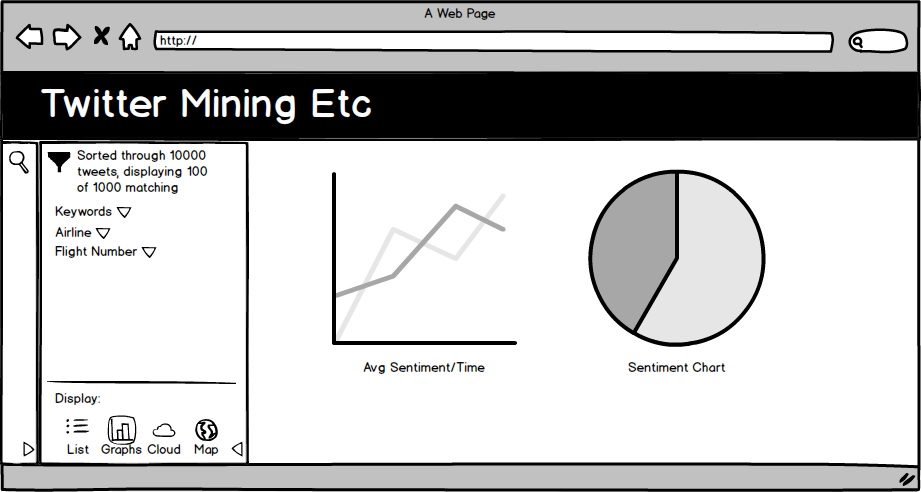 A Web Page
http://
Twitter Mining Etc
Sorted through 10000
tweets, displaying 100
of 1000 matching
Keywords
Airline
Flight Number
Display:
List Graphs Cloud Map
Avg Sentiment/Time
Sentiment Chart